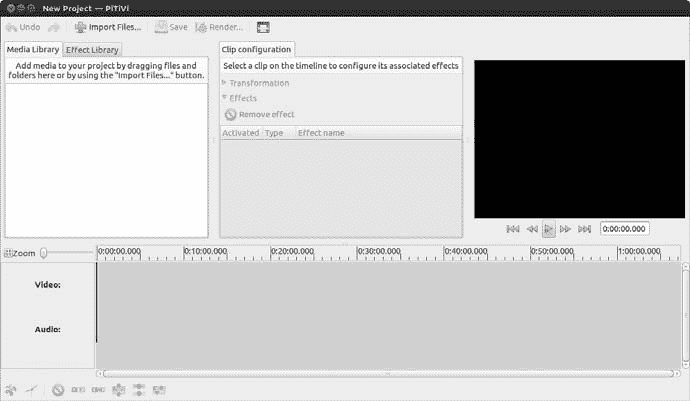 New Project — PiTiVi
Undo Import Files... Save Render...
Media Library Effect Library
Add media to your project by dragging files and
folders here or by using the "Import Files..." button.
Clip configuration
Select a clip on the timeline to configure its associated effects
Transformation
Effects
Remove effect
Activated Type Effect name
0:00:00.000
Zoom
0:00:00.000 0:10:00.000 0:20:00.000 0:30:00.000 0:40:00.000 0:50:00.000 1:00:00.000
Video:
Audio: